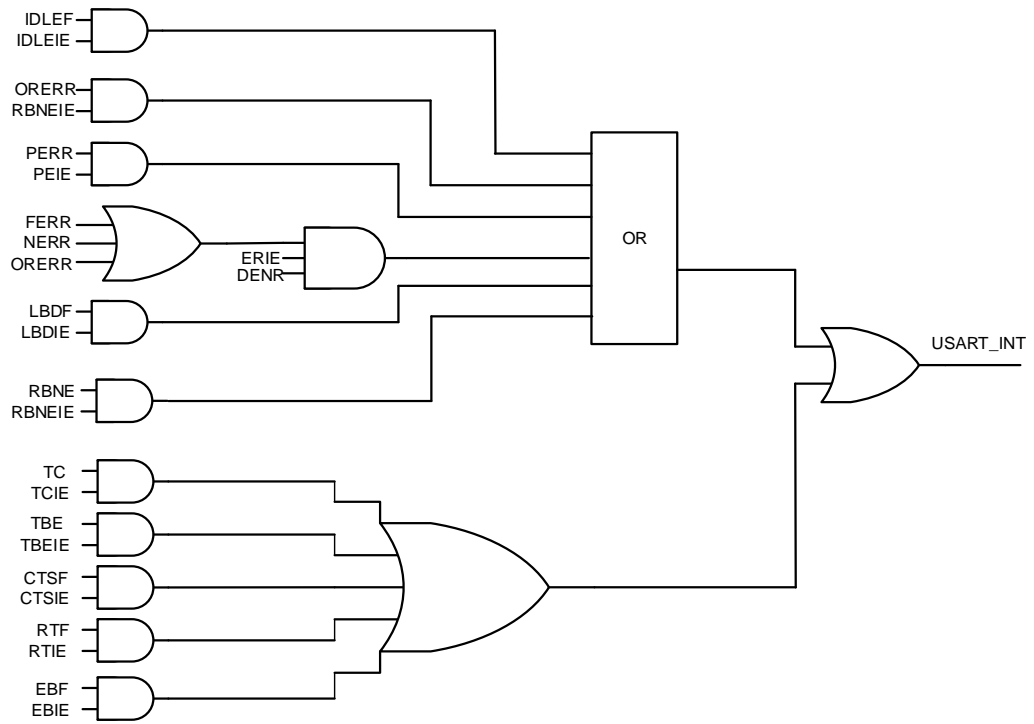 IDLEF
IDLEIE
ORERR
RBNEIE
PERR
PEIE
FERR
NERR
ORERR
ERIE
DENR
LBDF
LBDIE
RBNE
RBNEIE
OR
USART_INT
TC
TCIE
TBE
TBEIE
CTSF
CTSIE
RTF
RTIE
EBF
EBIE